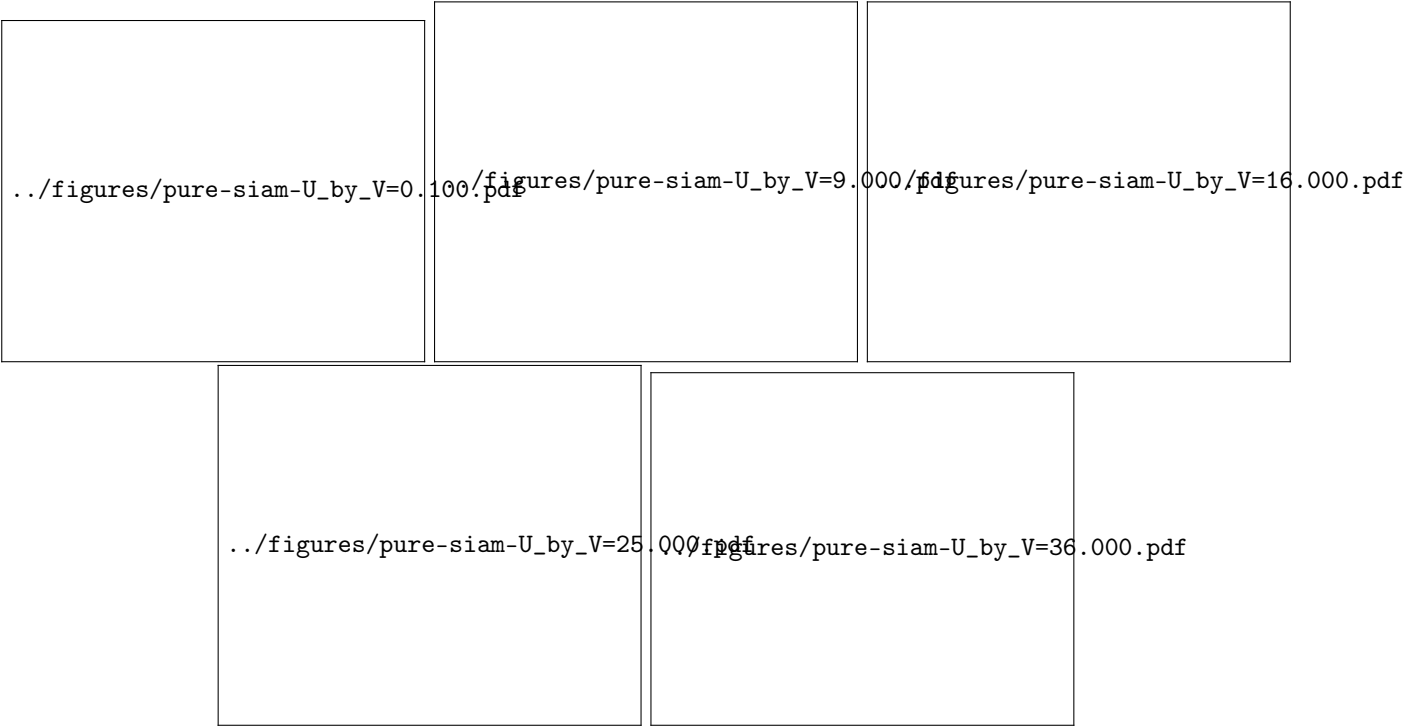 ../figures/pure-siam-U_by_V=0.100.pdf
../figures/pure-siam-U_by_V=9.000.pdf
../figures/pure-siam-U_by_V=16.000.pdf
../figures/pure-siam-U_by_V=25.000.pdf
../figures/pure-siam-U_by_V=36.000.pdf